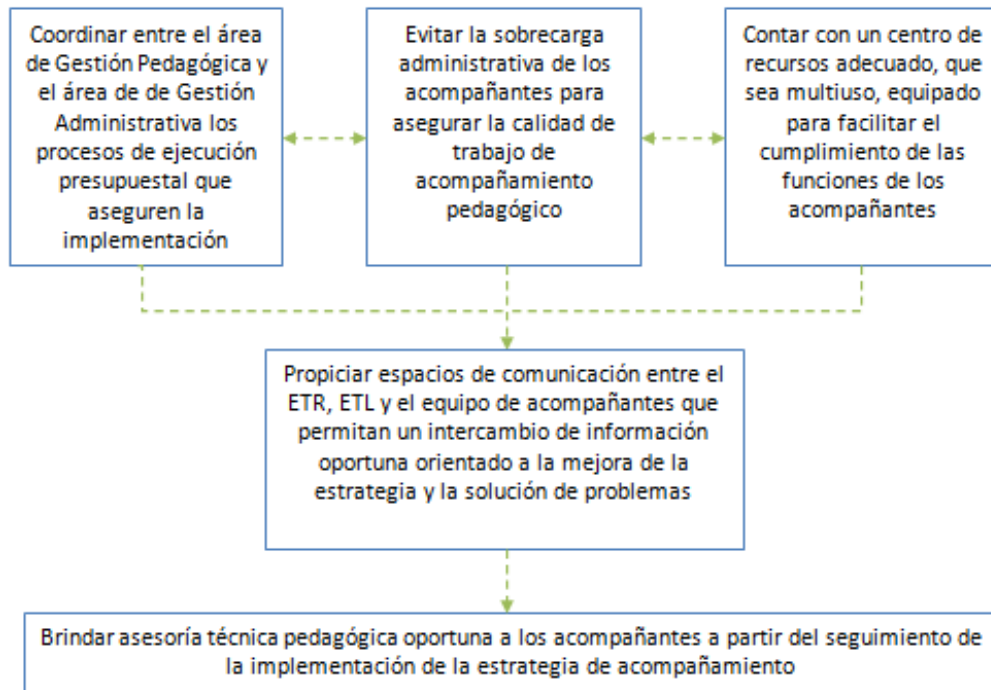 Coordinar entre el área
de Gestión Pedagógica y
el área de de Gestión
Administrativa los
procesos de ejecución
presupuestal que
aseguren la
implementación
Evitar la sobrecarga
administrativa de los
acompañantes para
asegurar la calidad de
trabajo de
acompañamiento
pedagógico
Contar con un centro de
recursos adecuado, que
sea multiuso, equipado
para facilitar el
cumplimiento de las
funciones de los
acompañantes
Propiciar espacios de comunicación entre el
ETR, ETL y el equipo de acompañantes que
permitan un intercambio de información
oportuna orientado a la mejora de la
estrategia y la solución de problemas
Brindar asesoría técnica pedagógica oportuna a los acompañantes a partir del seguimiento de
la implementación de la estrategia de acompañamiento